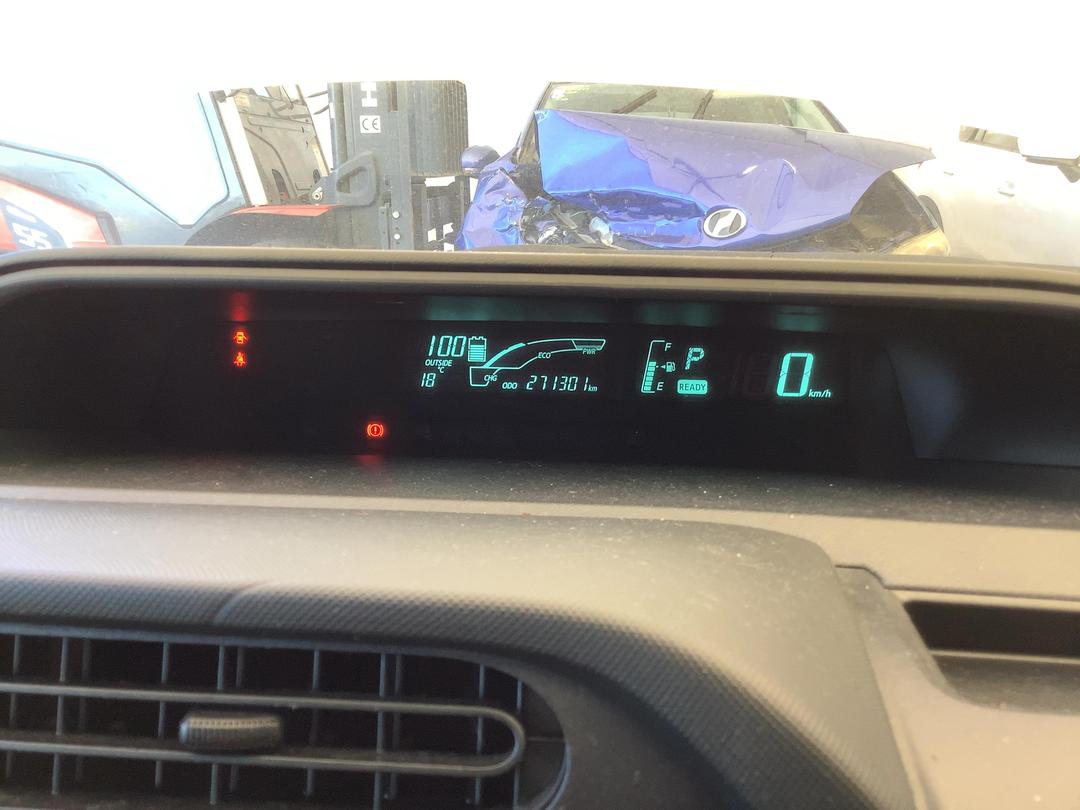 H
CE
100
OUTSIDE
18 °C
CHG
ECO
PWR
ODO 271301 km
F
E
P
READY
0 km/h